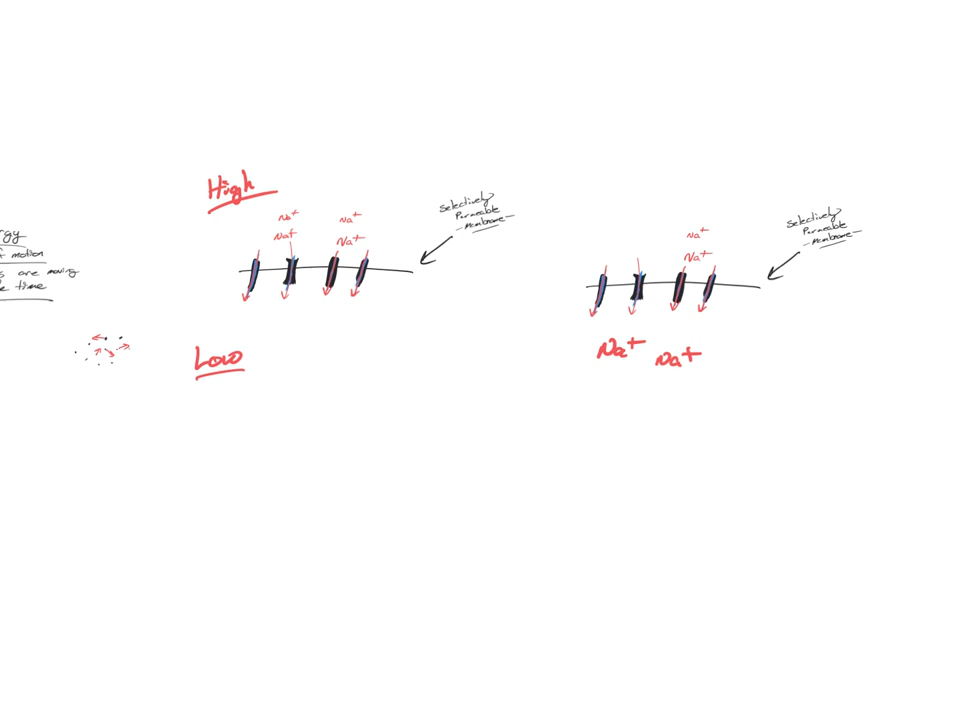 rgy
motion
s are moving
e time
High
Na+
Na+
Na+
Na+
Selectively
Permeable
-Membrane-
Low
Na+
Na+
Selectively
Permeable
-Membrane-
Na+
Na+